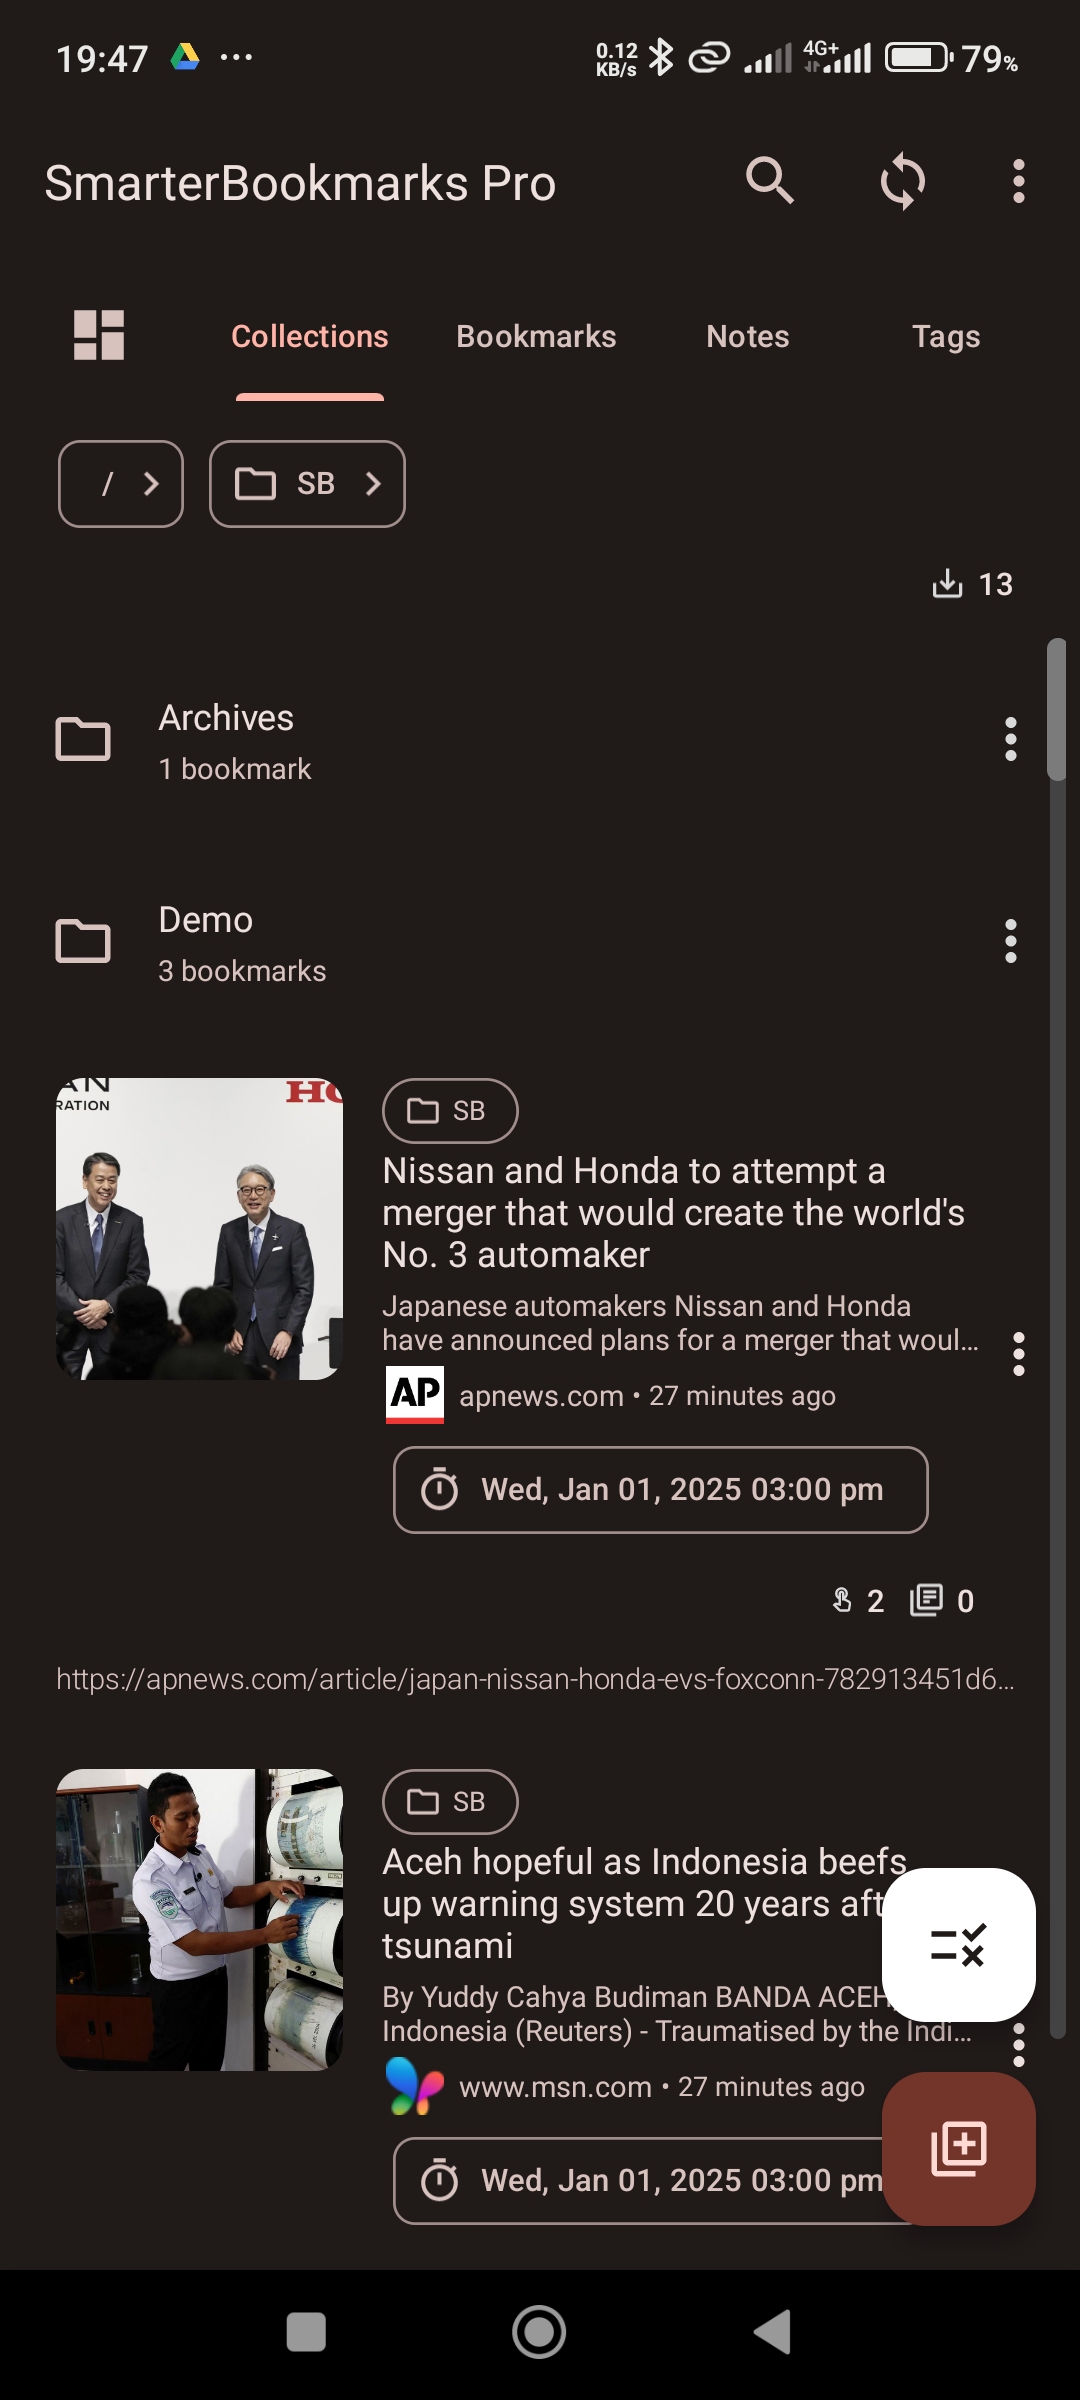 19:47 ... 0.12 KB/s 4G+ 79%
SmarterBookmarks Pro
Collections Bookmarks Notes Tags
/ SB
13
Archives
1 bookmark
Demo
3 bookmarks
AN
RATION
HO
SB
Nissan and Honda to attempt a
merger that would create the world's
No. 3 automaker
Japanese automakers Nissan and Honda
have announced plans for a merger that woul...
AP apnews.com • 27 minutes ago
Wed, Jan 01, 2025 03:00 pm
2 0
https://apnews.com/article/japan-nissan-honda-evs-foxconn-782913451d6...
SB
Aceh hopeful as Indonesia beefs
up warning system 20 years aft
tsunami
By Yuddy Cahya Budiman BANDA ACEH,
Indonesia (Reuters) - Traumatised by the Indi...
www.msn.com • 27 minutes ago
Wed, Jan 01, 2025 03:00 pm